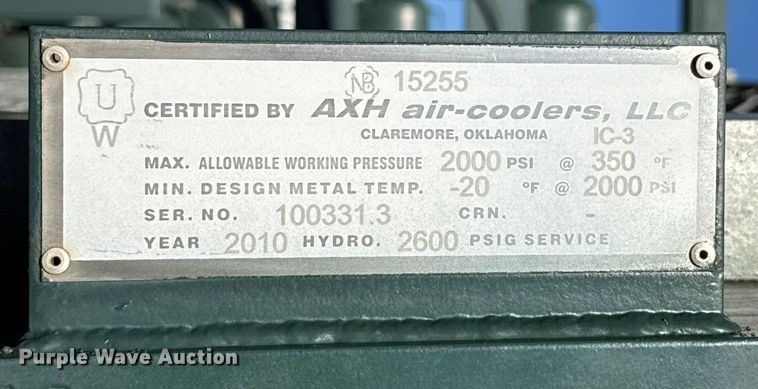 NB 15255
U
W
CERTIFIED BY AXH air-coolers, LLC
CLAREMORE, OKLAHOMA IC-3
MAX. ALLOWABLE WORKING PRESSURE 2000 PSI @ 350 °F
MIN. DESIGN METAL TEMP. -20 °F @ 2000 PSI
SER. NO. 100331.3 CRN. -
YEAR 2010 HYDRO. 2600 PSIG SERVICE
Purple Wave Auction